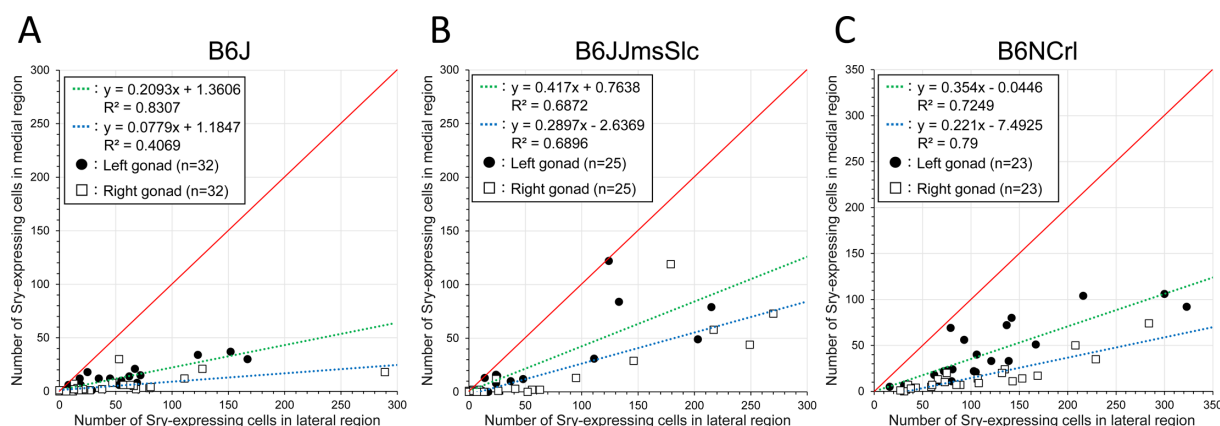 A
B6J
300
250
200
150
100
50
0
0
50
100
150
200
250
300
Number of Sry-expressing cells in medial region
Number of Sry-expressing cells in lateral region
: y = 0.2093x + 1.3606
R² = 0.8307
: y = 0.0779x + 1.1847
R² = 0.4069
: Left gonad (n=32)
: Right gonad (n=32)
B
B6JJmsSlc
300
250
200
150
100
50
0
0
50
100
150
200
250
300
Number of Sry-expressing cells in medial region
Number of Sry-expressing cells in lateral region
: y = 0.417x + 0.7638
R² = 0.6872
: y = 0.2897x - 2.6369
R² = 0.6896
: Left gonad (n=25)
: Right gonad (n=25)
C
B6NCrl
350
300
250
200
150
100
50
0
0
50
100
150
200
250
300
350
Number of Sry-expressing cells in medial region
Number of Sry-expressing cells in lateral region
: y = 0.354x - 0.0446
R² = 0.7249
: y = 0.221x - 7.4925
R² = 0.79
: Left gonad (n=23)
: Right gonad (n=23)